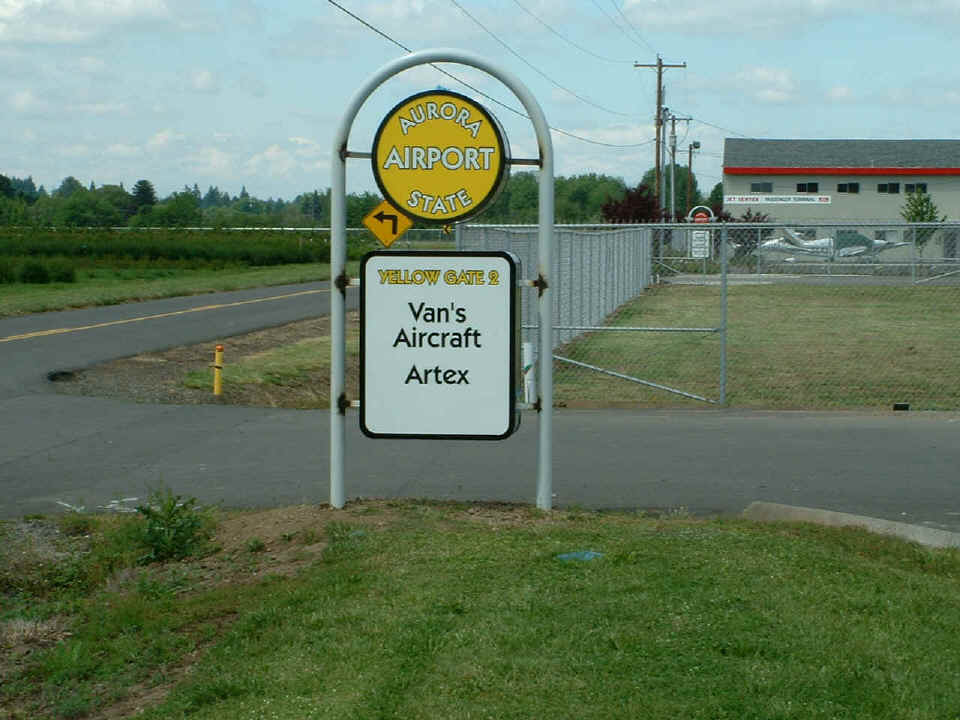 AURORA
AIRPORT
STATE
YELLOW GATE 2
Van's
Aircraft
Artex